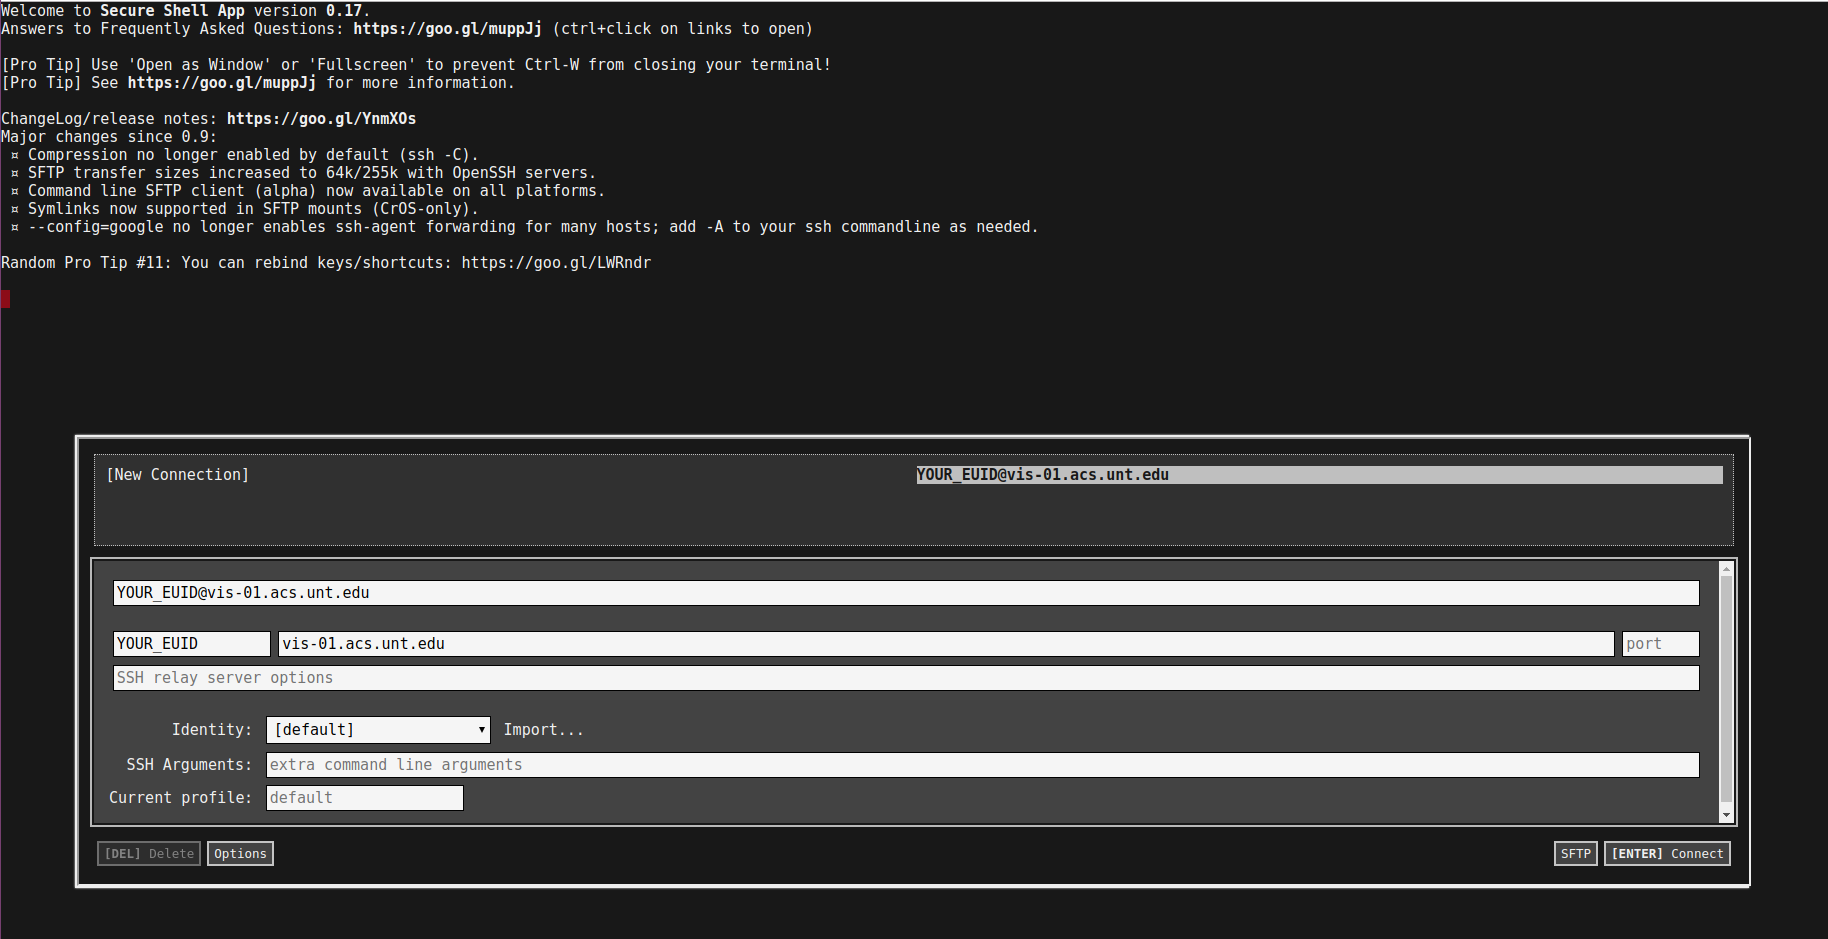 Welcome to Secure Shell App version 0.17.
Answers to Frequently Asked Questions: https://goo.gl/muppJj (ctrl+click on links to open)
[Pro Tip] Use 'Open as Window' or 'Fullscreen' to prevent Ctrl-W from closing your terminal!
[Pro Tip] See https://goo.gl/muppJj for more information.
ChangeLog/release notes: https://goo.gl/YnmXOs
Major changes since 0.9:
¤ Compression no longer enabled by default (ssh -C).
¤ SFTP transfer sizes increased to 64k/255k with OpenSSH servers.
¤ Command line SFTP client (alpha) now available on all platforms.
¤ Symlinks now supported in SFTP mounts (CrOS-only).
¤ --config=google no longer enables ssh-agent forwarding for many hosts; add -A to your ssh commandline as needed.
Random Pro Tip #11: You can rebind keys/shortcuts: https://goo.gl/LWRndr
[New Connection] YOUR_EUID@vis-01.acs.unt.edu
YOUR_EUID@vis-01.acs.unt.edu
YOUR_EUID vis-01.acs.unt.edu port
SSH relay server options
Identity: [default] Import...
SSH Arguments: extra command line arguments
Current profile: default
[DEL] Delete Options SFTP [ENTER] Connect